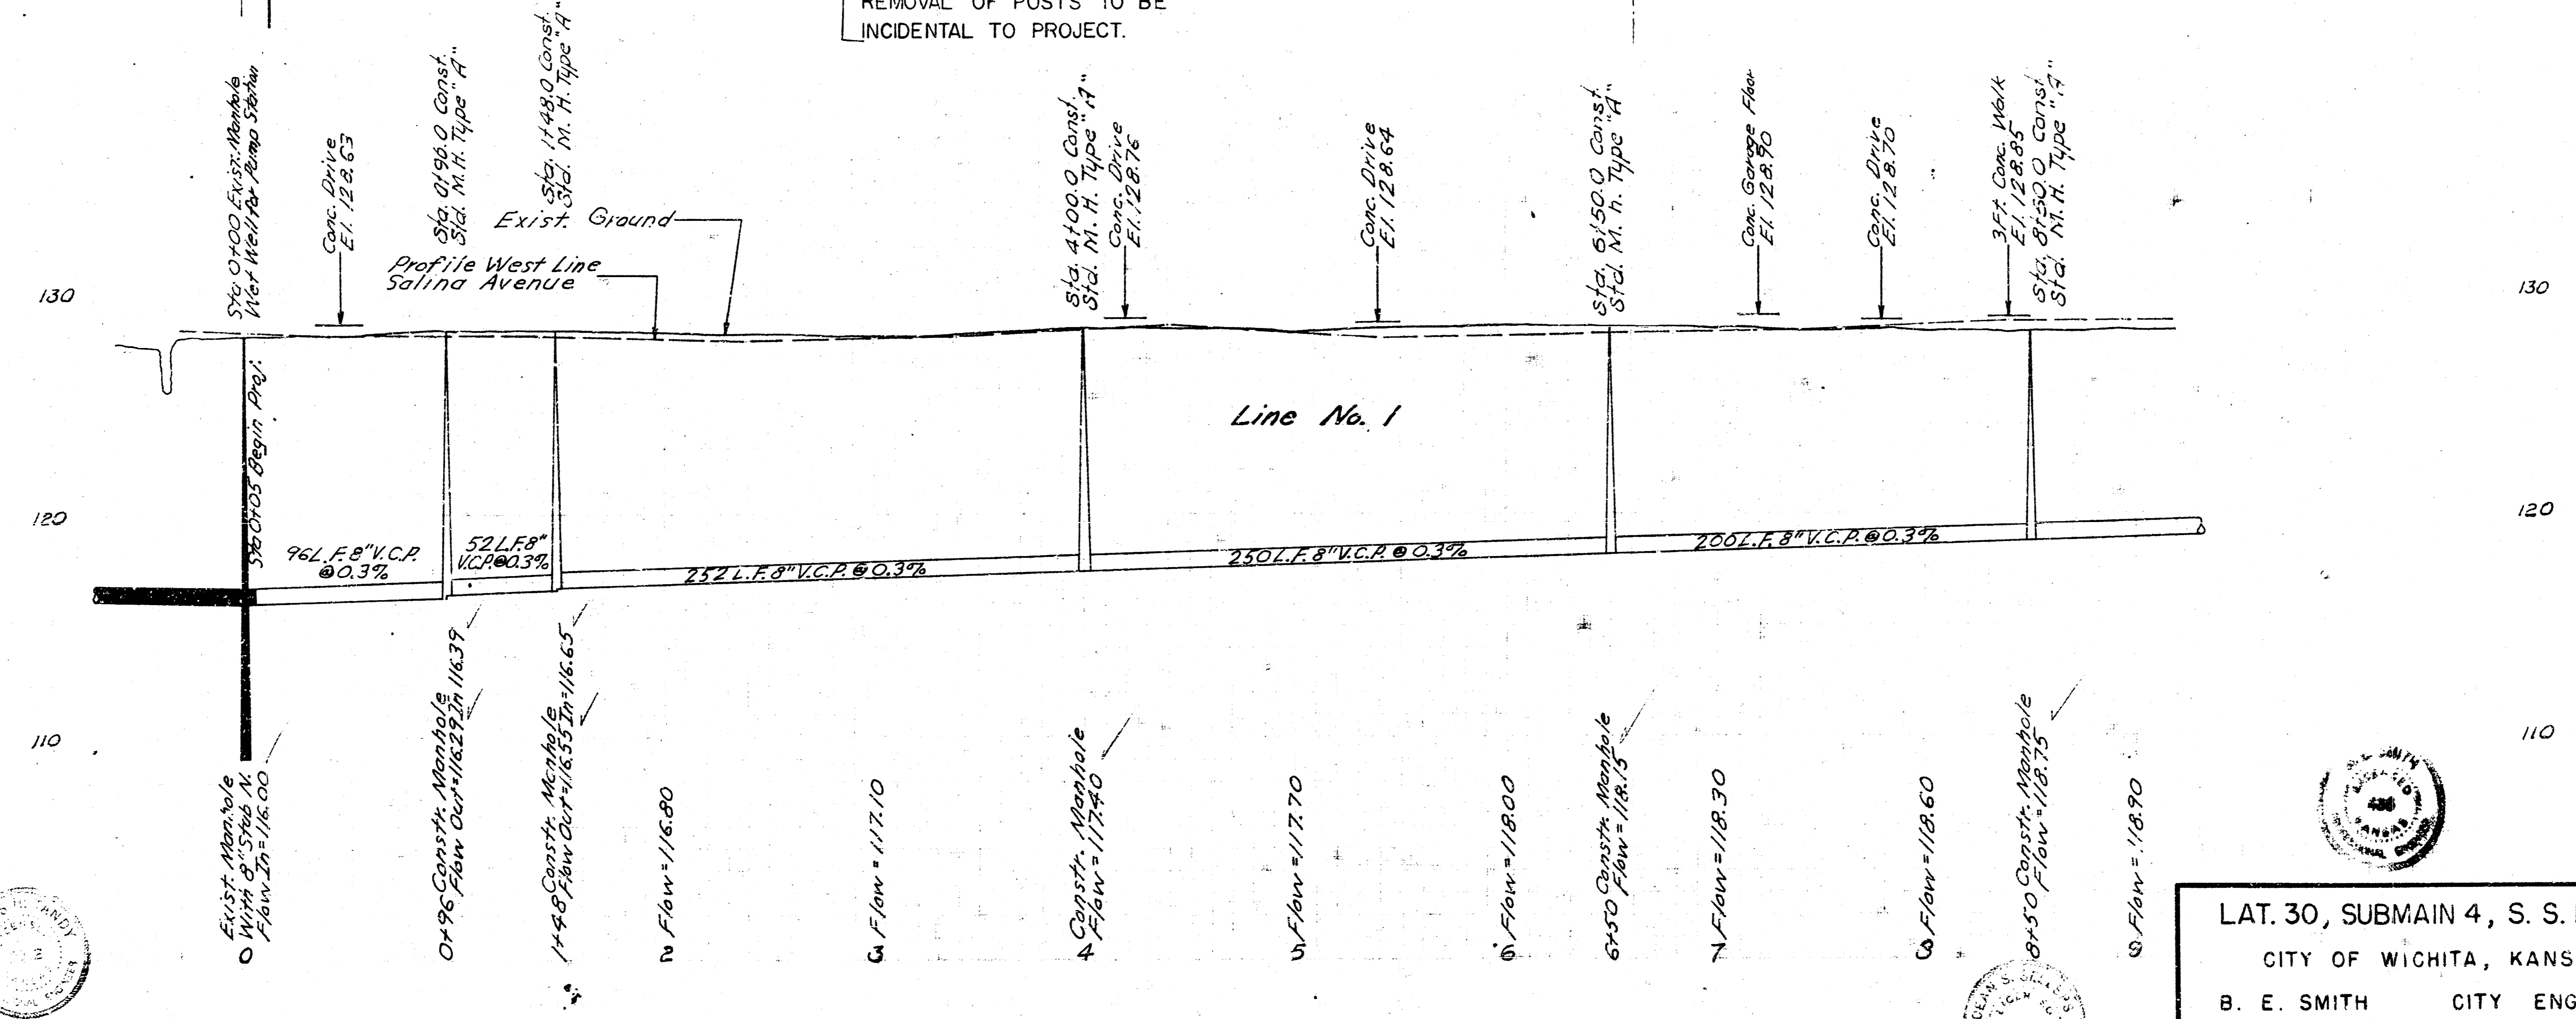 REMOVAL OF POSTS TO BE
INCIDENTAL TO PROJECT.
Sta 0+00 Exist. Manhole
Wet Well for Pump Station
Conc. Drive
El. 128.63
Sta. 0+96.0 Const.
Std. M.H. Type "A"
Sta. 1+48.0 Const.
Std. M. H. Type "A"
Exist. Ground
Profile West Line
Salina Avenue
Sta. 4+00.0 Const.
Std. M. H. Type "A"
Conc. Drive
El. 128.76
Conc. Drive
El. 128.64
Sta. 6+50.0 Const.
Std. M. h. Type "A"
Conc. Garage Floor
El. 128.90
Conc. Drive
El. 128.70
3Ft. Conc. Walk
El. 128.85
Sta. 8+50.0 Const
Std. M. H. Type "A"
130
130
Sta 0+05 Begin Proj.
Line No. 1
120
120
96 L.F. 8" V.C.P.
@ 0.3%
52 L.F. 8"
V.C.P. @ 0.3%
252 L.F. 8" V.C.P. @ 0.3%
250 L.F. 8" V.C.P. @ 0.3%
200 L.F. 8" V.C.P. @ 0.3%
110
110
Exist. Manhole
With 8" Stub N.
Flow In=116.00
Constr. Manhole
Flow Out=116.29 In 116.39
Constr. Manhole
Flow Out=116.55 In=116.65
Flow=116.80
Flow=117.10
Constr. Manhole
Flow=117.40
Flow=117.70
Flow=118.00
Constr. Manhole
Flow=118.15
Flow=118.30
Flow=118.60
Constr. Manhole
Flow=118.75
Flow=118.90
0
0+96
1+48
2
3
4
5
6
6+50
7
8
8+50
9
LAT. 30, SUBMAIN 4, S. S.
CITY OF WICHITA, KANS
B. E. SMITH CITY ENG